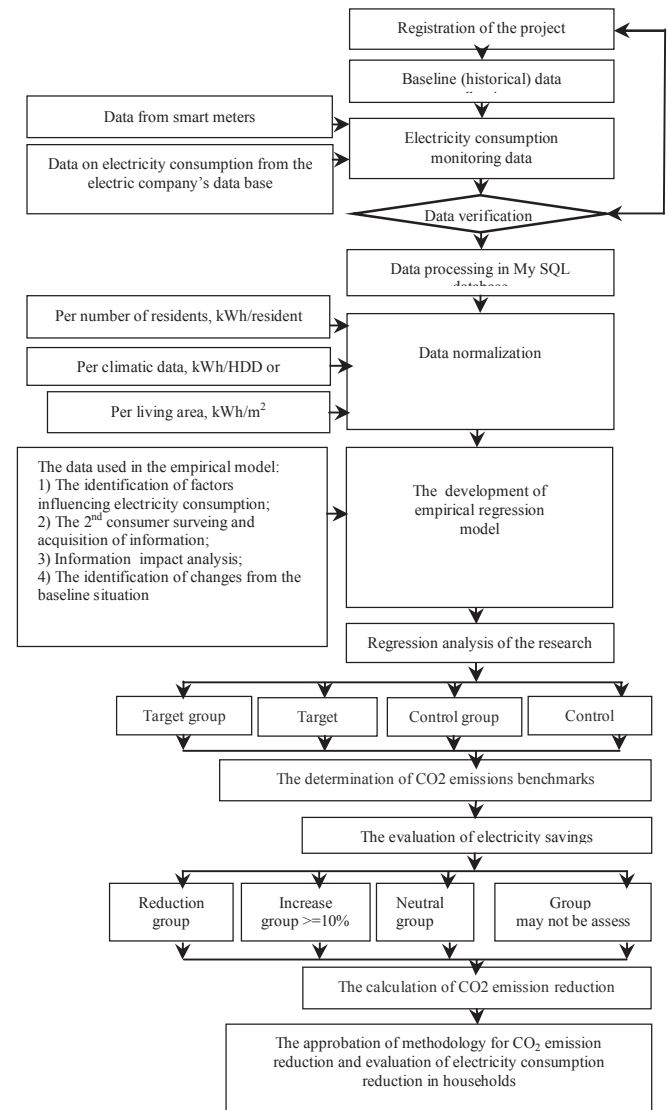 Registration of the project
Baseline (historical) data
Data from smart meters
Electricity consumption
monitoring data
Data on electricity consumption from the
electric company's data base
Data verification
Data processing in My SQL
database
Per number of residents, kWh/resident
Data normalization
Per climatic data, kWh/HDD or
Per living area, kWh/m²
The data used in the empirical model:
1) The identification of factors
influencing electricity consumption;
2) The 2nd consumer surveing and
acquisition of information;
3) Information impact analysis;
4) The identification of changes from the
baseline situation
The development of
empirical regression
model
Regression analysis of the research
Target group
Target
Control group
Control
The determination of CO2 emissions benchmarks
The evaluation of electricity savings
Reduction
group
Increase
group >=10%
Neutral
group
Group
may not be assess
The calculation of CO2 emission reduction
The approbation of methodology for CO₂ emission
reduction and evaluation of electricity consumption
reduction in households